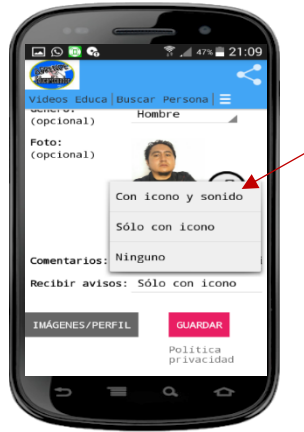 47% 21:09
Videos Educa Buscar Persona
(opcional)
Hombre
Foto:
(opcional)
Con icono y sonido
Sólo con icono
Ninguno
Comentarios:
Recibir avisos: Sólo con icono
IMÁGENES/PERFIL
GUARDAR
Política
privacidad